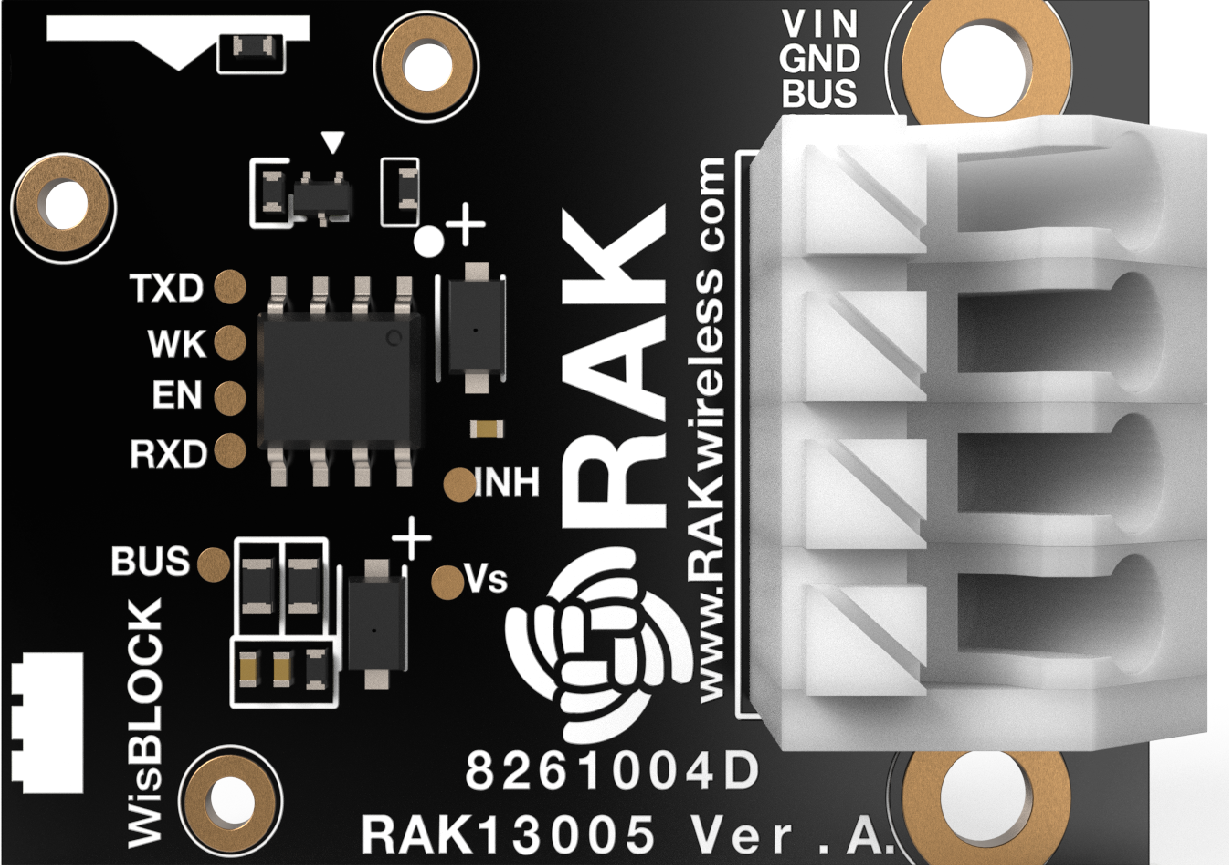 VIN
GND
BUS
TXD
WK
EN
RXD
INH
BUS
Vs
WisBLOCK
RAK
www.RAKwireless com
8261004D
RAK13005 Ver.A.